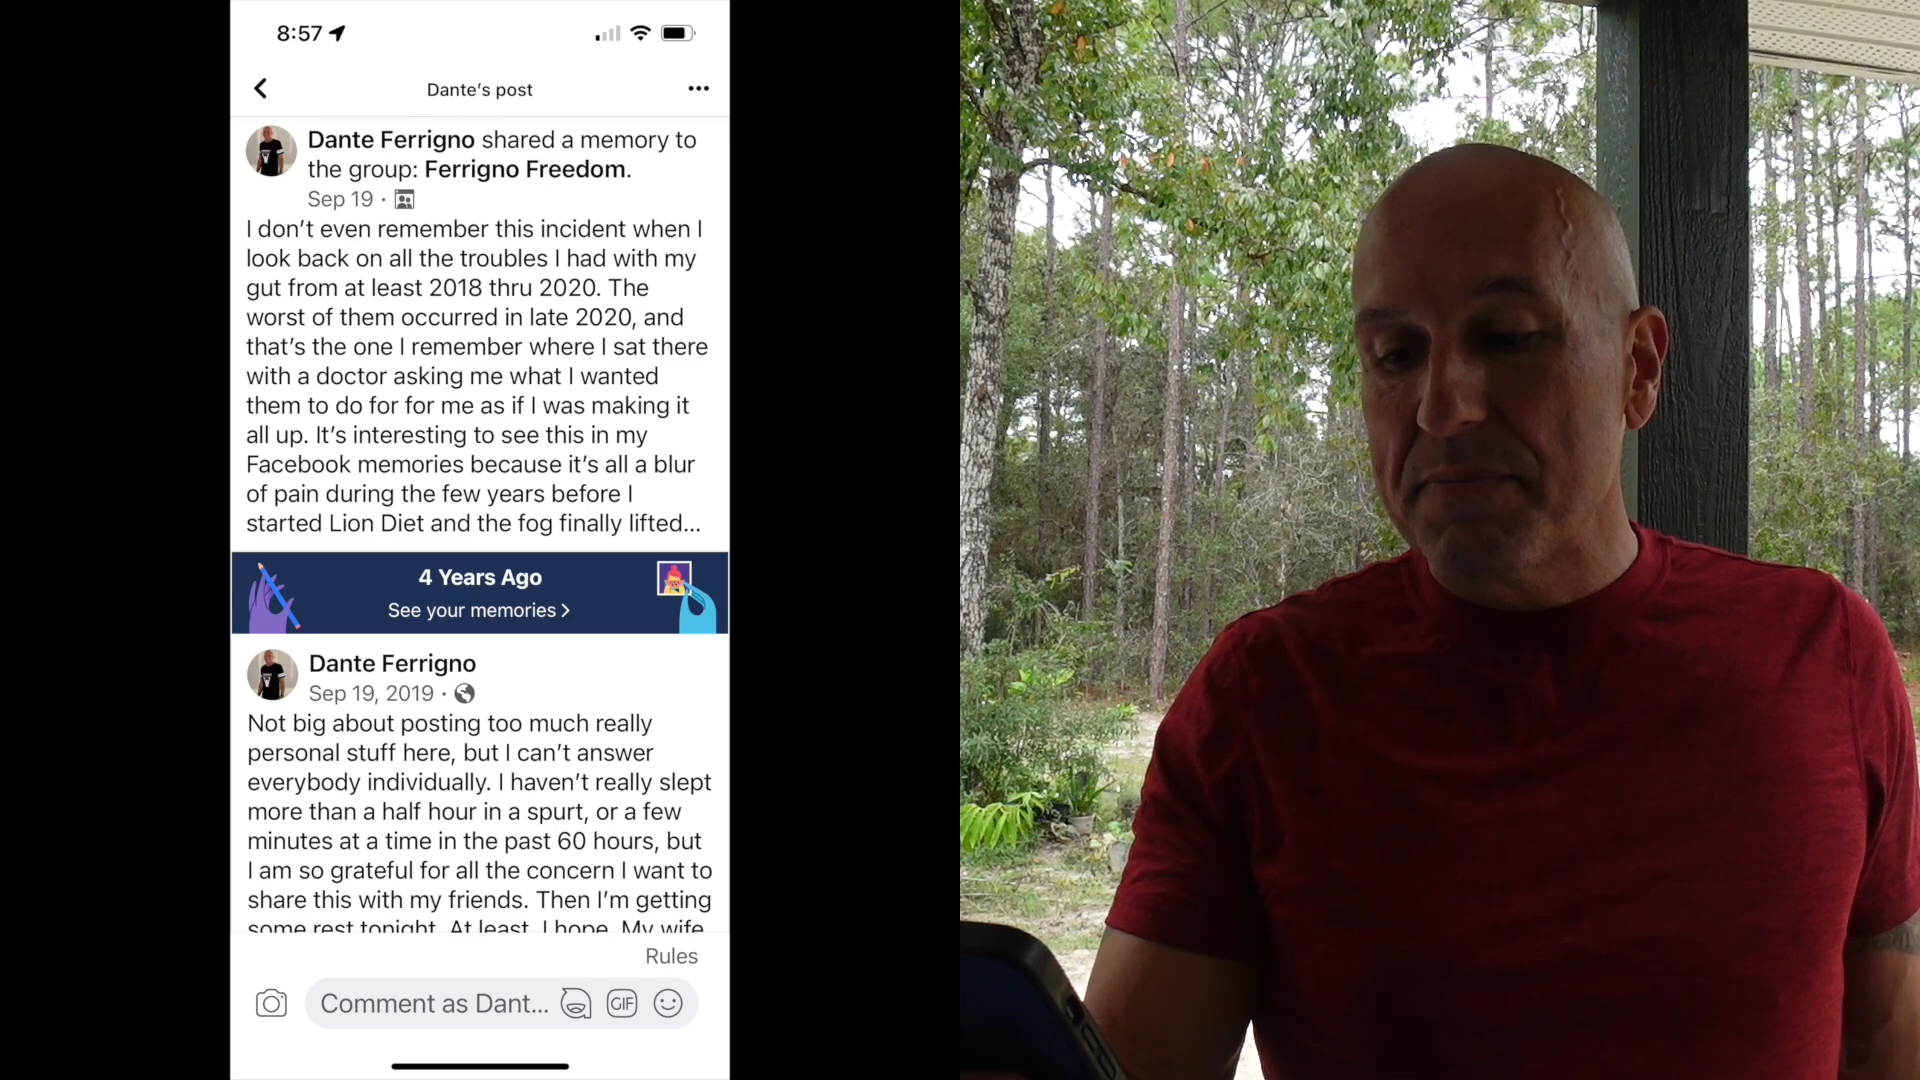 8:57
Dante's post
Dante Ferrigno shared a memory to
the group: Ferrigno Freedom.
Sep 19 ·
I don't even remember this incident when I
look back on all the troubles I had with my
gut from at least 2018 thru 2020. The
worst of them occurred in late 2020, and
that's the one I remember where I sat there
with a doctor asking me what I wanted
them to do for for me as if I was making it
all up. It's interesting to see this in my
Facebook memories because it's all a blur
of pain during the few years before I
started Lion Diet and the fog finally lifted...
4 Years Ago
See your memories >
Dante Ferrigno
Sep 19, 2019 ·
Not big about posting too much really
personal stuff here, but I can't answer
everybody individually. I haven't really slept
more than a half hour in a spurt, or a few
minutes at a time in the past 60 hours, but
I am so grateful for all the concern I want to
share this with my friends. Then I'm getting
some rest tonight. At least, I hope. My wife
Rules
Comment as Dant...
GIF